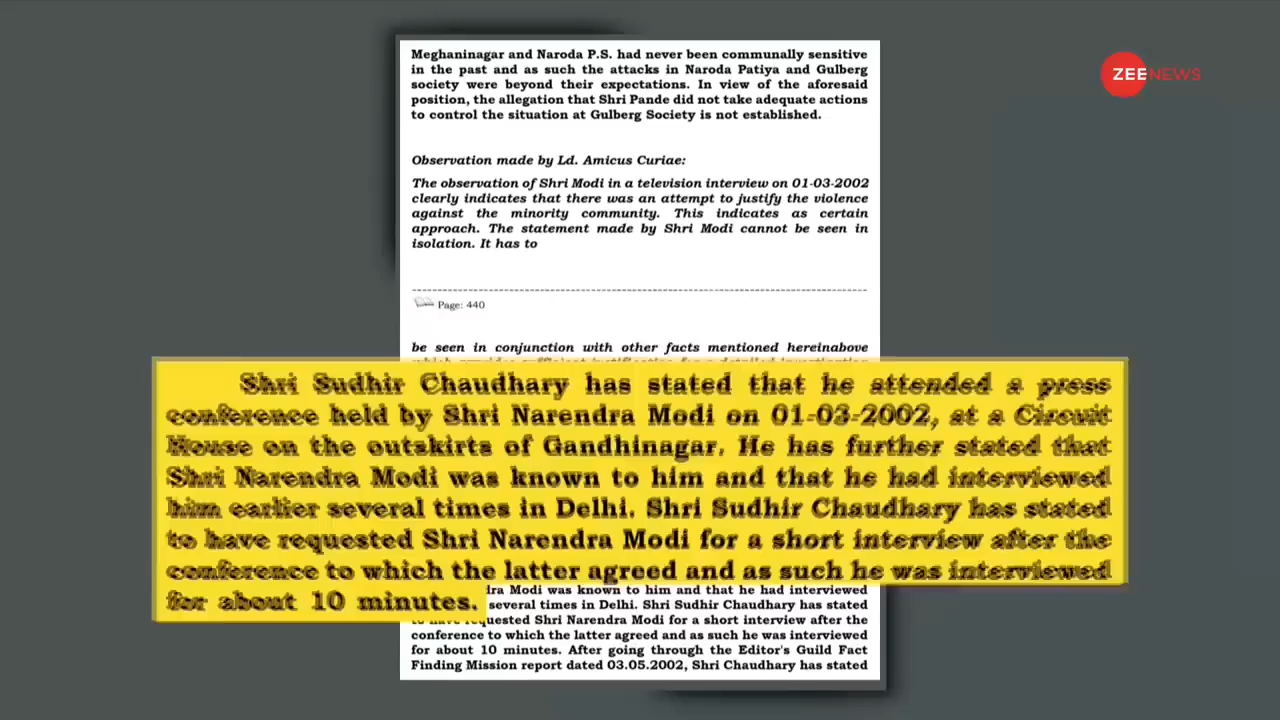 Meghaninagar and Naroda P.S. had never been communally sensitive
in the past and as such the attacks in Naroda Patiya and Gulberg
society were beyond their expectations. In view of the aforesaid
position, the allegation that Shri Pande did not take adequate actions
to control the situation at Gulberg Society is not established.
ZEENEWS
Observation made by Ld. Amicus Curiae:
The observation of Shri Modi in a television interview on 01-03-2002
clearly indicates that there was an attempt to justify the violence
against the minority community. This indicates as certain
approach. The statement made by Shri Modi cannot be seen in
isolation. It has to
Page: 440
be seen in conjunction with other facts mentioned hereinabove
Shri Sudhir Chaudhary has stated that he attended a press
conference held by Shri Narendra Modi on 01-03-2002, at a Circuit
House on the outskirts of Gandhinagar. He has further stated that
Shri Narendra Modi was known to him and that he had interviewed
him earlier several times in Delhi. Shri Sudhir Chaudhary has stated
to have requested Shri Narendra Modi for a short interview after the
conference to which the latter agreed and as such he was interviewed
for about 10 minutes.
Modi was known to him and that he had interviewed
several times in Delhi. Shri Sudhir Chaudhary has stated
requested Shri Narendra Modi for a short interview after the
conference to which the latter agreed and as such he was interviewed
for about 10 minutes. After going through the Editor's Guild Fact
Finding Mission report dated 03.05.2002, Shri Chaudhary has stated